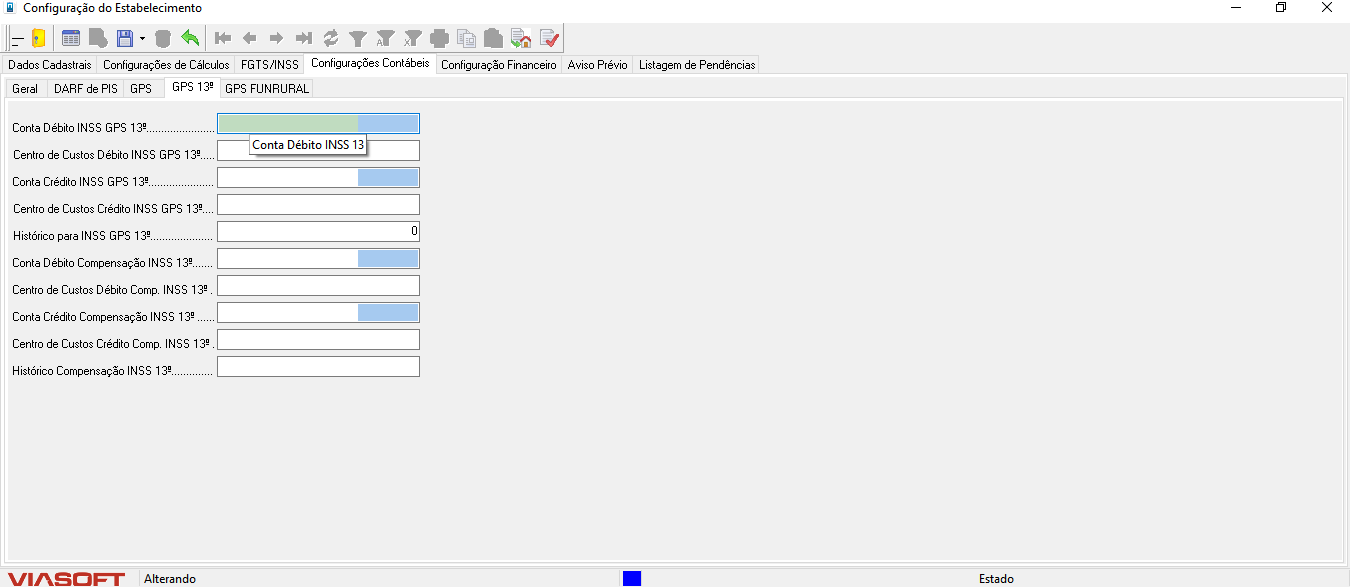 Configuração do Estabelecimento
Dados Cadastrais Configurações de Cálculos FGTS/INSS Configurações Contábeis Configuração Financeiro Aviso Prévio Listagem de Pendências
Geral DARF de PIS GPS GPS 13º GPS FUNRURAL
Conta Débito INSS GPS 13º.......................
Conta Débito INSS 13
Centro de Custos Débito INSS GPS 13º.....
Conta Crédito INSS GPS 13º......................
Centro de Custos Crédito INSS GPS 13º....
Histórico para INSS GPS 13º..................... 0
Conta Débito Compensação INSS 13º.......
Centro de Custos Débito Comp. INSS 13º .
Conta Crédito Compensação INSS 13º ......
Centro de Custos Crédito Comp. INSS 13º .
Histórico Compensação INSS 13º..............
VIASOFT Alterando Estado